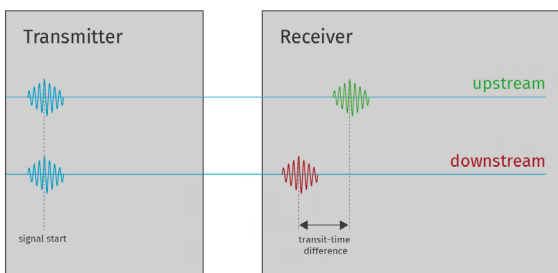 Transmitter
Receiver
upstream
downstream
signal start
transit-time
difference